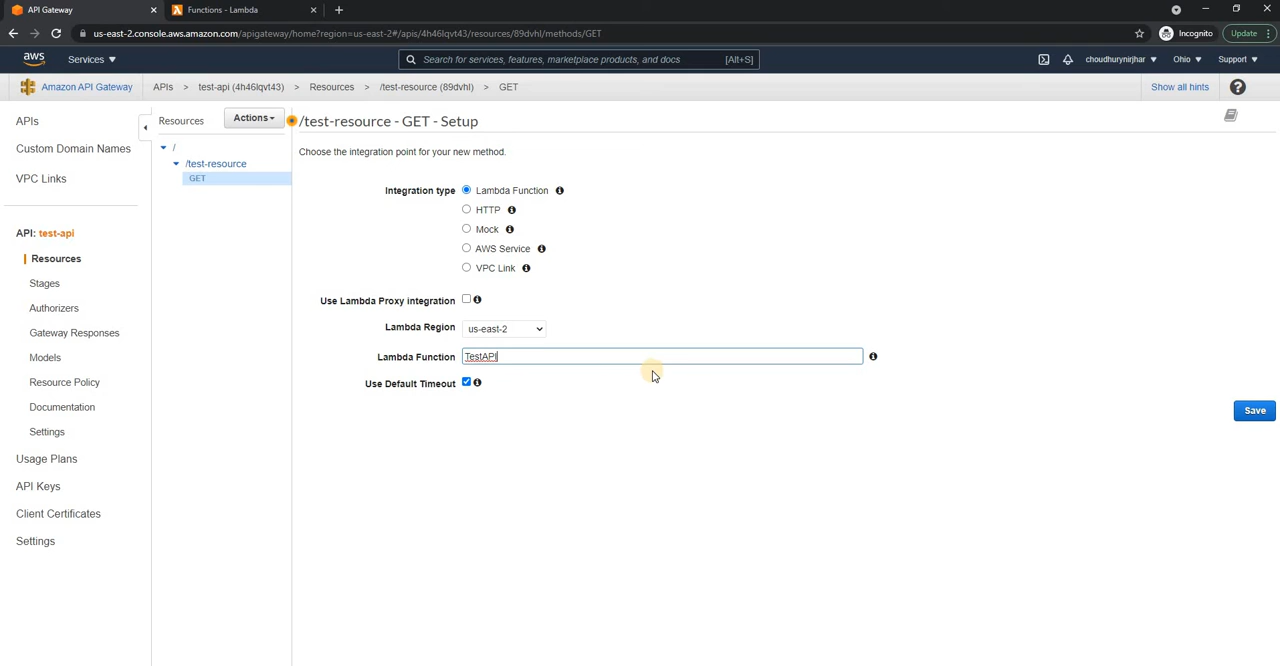 API Gateway
Functions - Lambda
us-east-2.console.aws.amazon.com/apigateway/home?region=us-east-2#/apis/4h46lqvt43/resources/89dvhl/methods/GET
Incognito
Update
aws
Services
Search for services, features, marketplace products, and docs
[Alt+S]
choudhurynirjhar
Ohio
Support
Amazon API Gateway
APIs > test-api (4h46lqvt43) > Resources > /test-resource (89dvhl) > GET
Show all hints
APIs
Custom Domain Names
VPC Links
API: test-api
Resources
Stages
Authorizers
Gateway Responses
Models
Resource Policy
Documentation
Settings
Usage Plans
API Keys
Client Certificates
Settings
Resources
Actions
/
/test-resource
GET
/test-resource - GET - Setup
Choose the integration point for your new method.
Integration type
Lambda Function
HTTP
Mock
AWS Service
VPC Link
Use Lambda Proxy integration
Lambda Region
us-east-2
Lambda Function
TestAPI
Use Default Timeout
Save